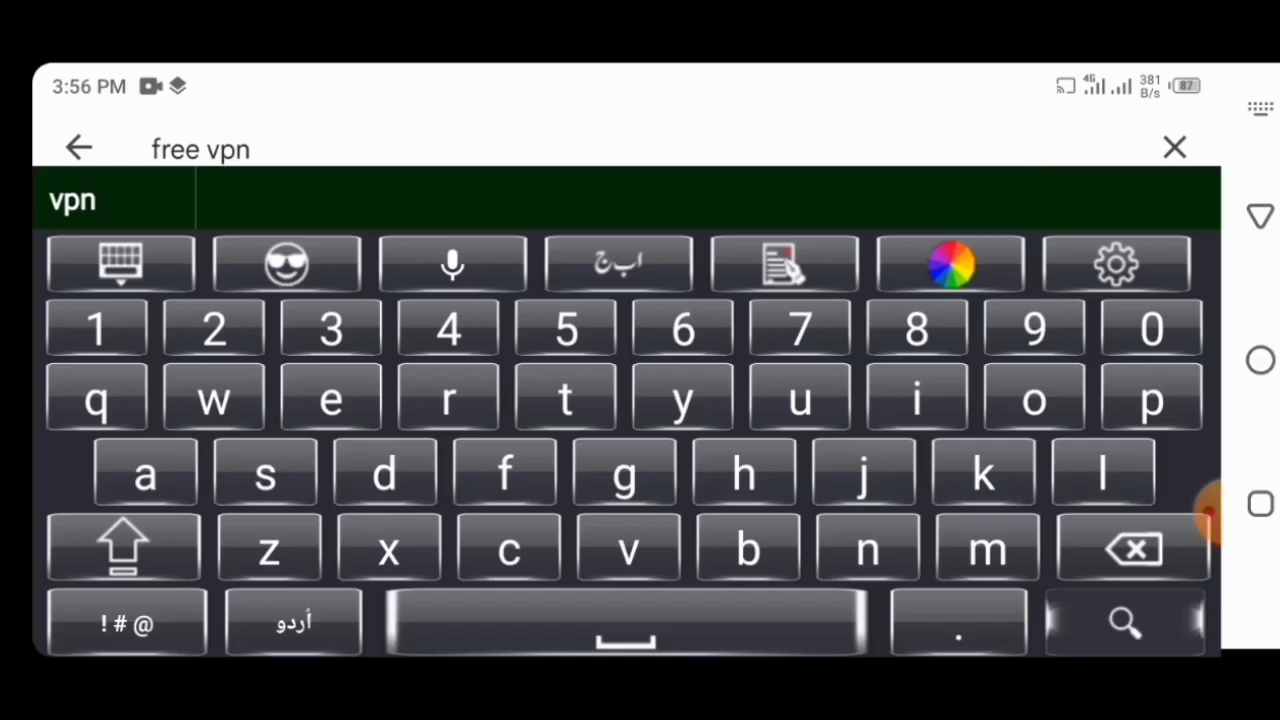 3:56 PM 4G 381 B/s 87
free vpn
vpn
اب ج
1 2 3 4 5 6 7 8 9 0
q w e r t y u i o p
a s d f g h j k l
z x c v b n m
! # @ اُردو .